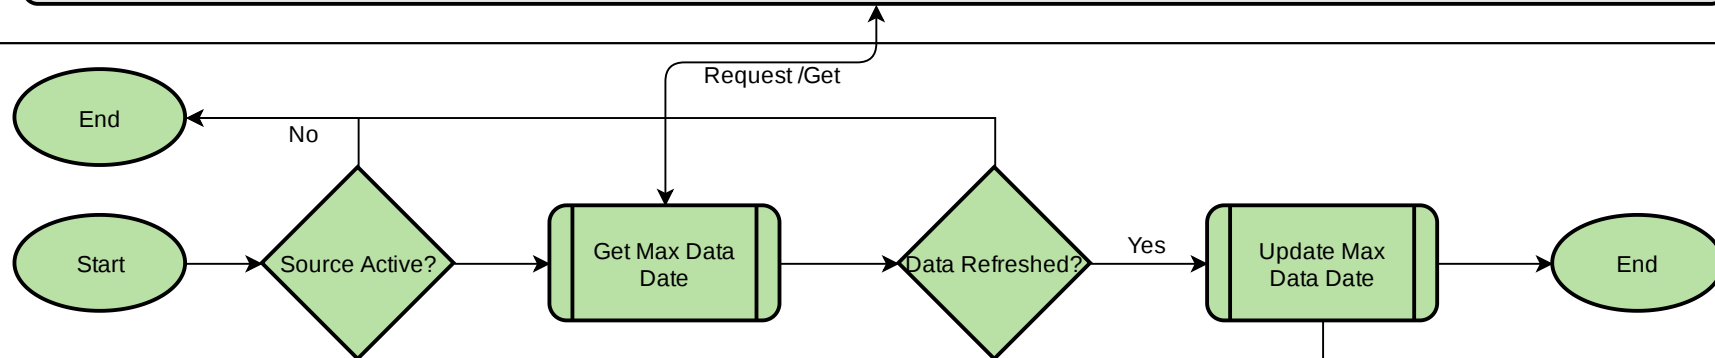 Request /Get
End
No
Start
Source Active?
Get Max Data
Date
Data Refreshed?
Yes
Update Max
Data Date
End